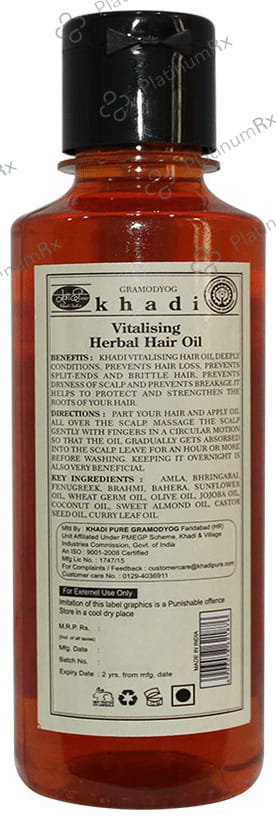 PlatinumRx
GRAMODYOG
khadi
Vitalising
Herbal Hair Oil
BENEFITS : KHADI VITALISING HAIR OIL, DEEPLY
CONDITIONS, PREVENTS HAIR LOSS, PREVENTS
SPLIT-ENDS AND BRITTLE HAIR, PREVENTS
DRYNESS OF SCALP AND PREVENTS BREAKAGE. IT
HELPS TO PROTECT AND STRENGTHEN THE
ROOTS OF YOUR HAIR.
DIRECTIONS : PART YOUR HAIR AND APPLY OIL
ALL OVER THE SCALP MASSAGE THE SCALP
GENTLY WITH FINGERS IN A CIRCULAR MOTION
SO THAT THE OIL GRADUALLY GETS ABSORBED
INTO THE SCALP LEAVE FOR AN HOUR OR MORE
BEFORE WASHING. KEEPING IT OVERNIGHT IS
ALSO VERY BENEFICIAL.
KEY INGREDIENTS : AMLA, BHRINGARAJ,
FENUGREEK, BRAHMI, BAHERA, SUNFLOWER
OIL, WHEAT GERM OIL, OLIVE OIL, JOJOBA OIL,
COCONUT OIL, SWEET ALMOND OIL, CASTOR
SEED OIL, CURRY LEAF OIL
Mfd By : KHADI PURE GRAMODYOG Faridabad (HR)
Unit Affiliated Under PMEGP Scheme, Khadi & Village
Industries Commission, Govt. of India
An ISO : 9001-2008 Certified
Mfg Lic No. : 1747/15
For Complaints / Feedback : customercare@khadipure.com
Customer care No. : 0129-4036911
For Exrernel Use Only
Imitation of this label graphics is a Punishable offence
Store in a cool dry place
M.R.P. Rs. :
(Incl. of all taxes)
Mfg. Date :
Batch No. :
Expiry Date : 2 yrs. from mfg. date
MADE IN INDIA